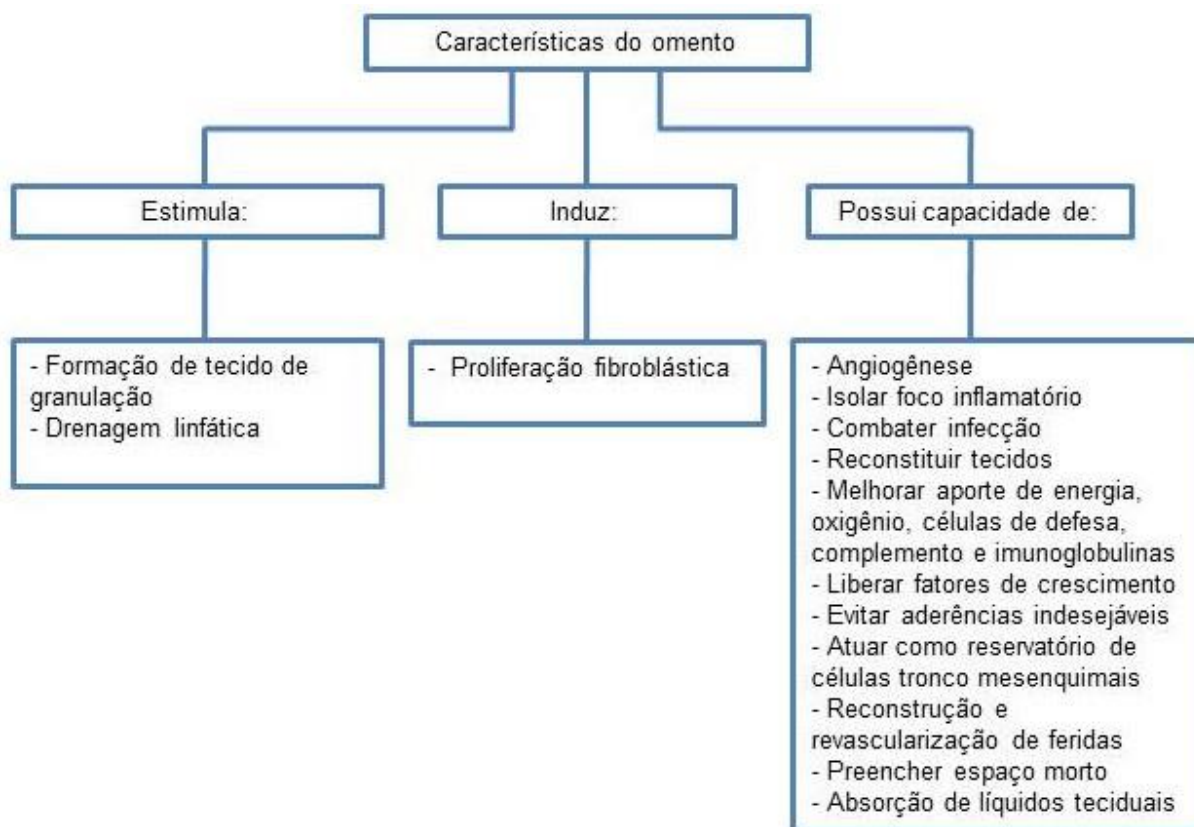 Características do omento
Estimula:
Induz:
Possui capacidade de:
- Formação de tecido de
granulação
- Drenagem linfática
- Proliferação fibroblástica
- Angiogênese
- Isolar foco inflamatório
- Combater infecção
- Reconstituir tecidos
- Melhorar aporte de energia,
oxigênio, células de defesa,
complemento e imunoglobulinas
- Liberar fatores de crescimento
- Evitar aderências indesejáveis
- Atuar como reservatório de
células tronco mesenquimais
- Reconstrução e
revascularização de feridas
- Preencher espaço morto
- Absorção de líquidos teciduais